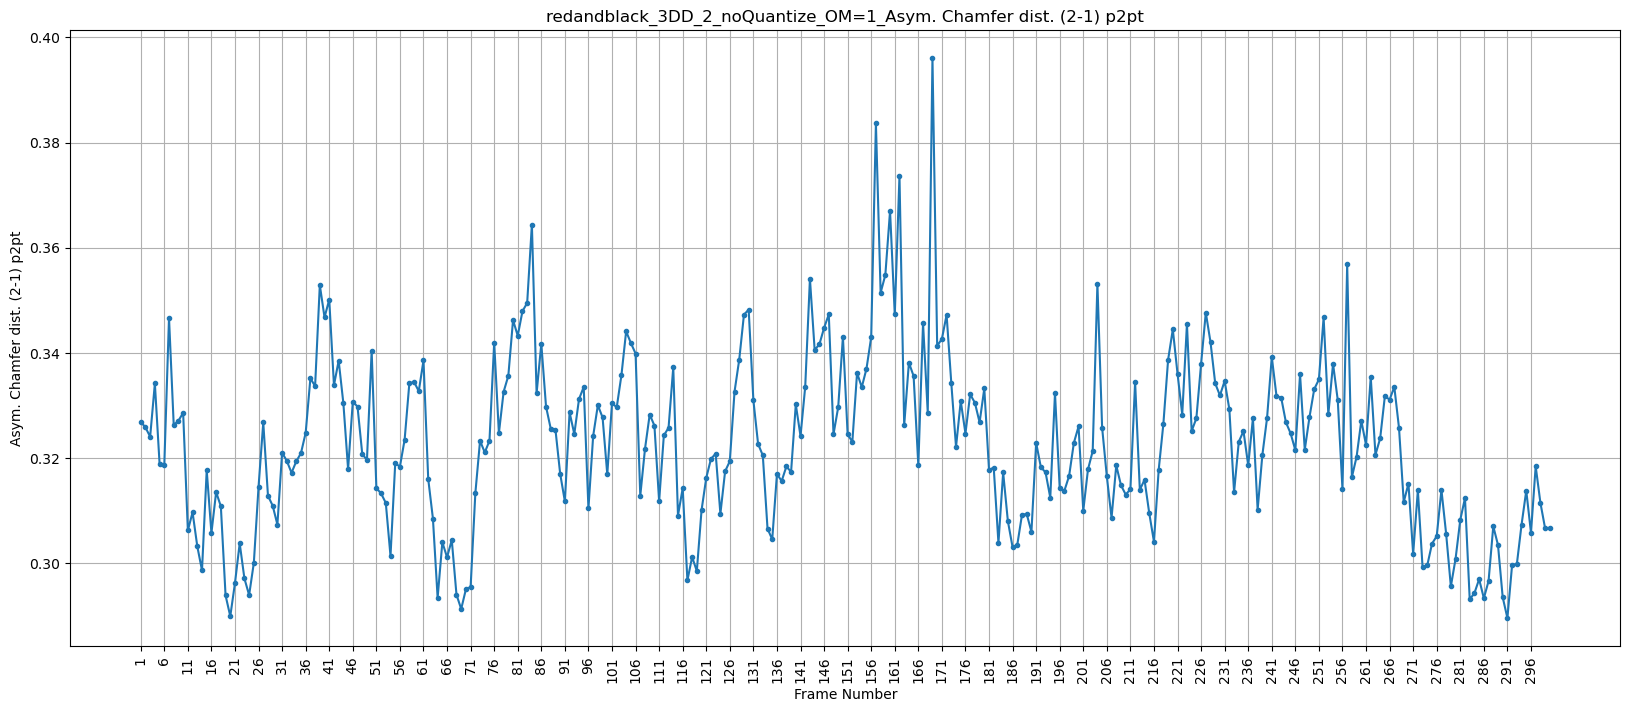 redandblack_3DD_2_noQuantize_OM=1_Asym. Chamfer dist. (2-1) p2pt
Asym. Chamfer dist. (2-1) p2pt
0.40
0.38
0.36
0.34
0.32
0.30
1 6 11 16 21 26 31 36 41 46 51 56 61 66 71 76 81 86 91 96 101 106 111 116 121 126 131 136 141 146 151 156 161 166 171 176 181 186 191 196 201 206 211 216 221 226 231 236 241 246 251 256 261 266 271 276 281 286 291 296
Frame Number